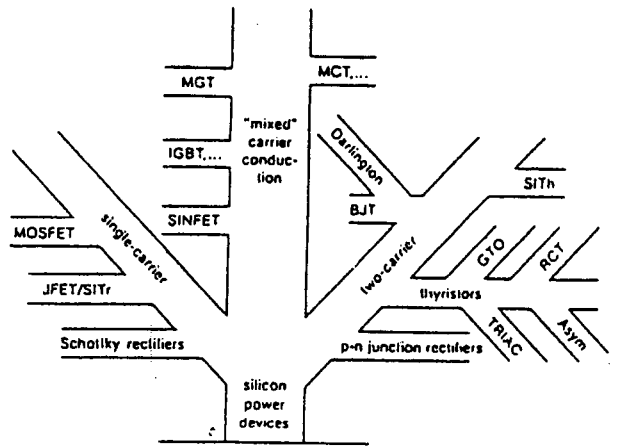 MGT
MCT,...
"mixed"
carrier
conduc-
tion
IGBT,...
SINFET
Darlington
BJT
SITh
single-carrier
MOSFET
JFET/SITr
Schottky rectifiers
two-carrier
GTO
RCT
thyristors
TRIAC
Asym
p-n junction rectifiers
silicon
power
devices